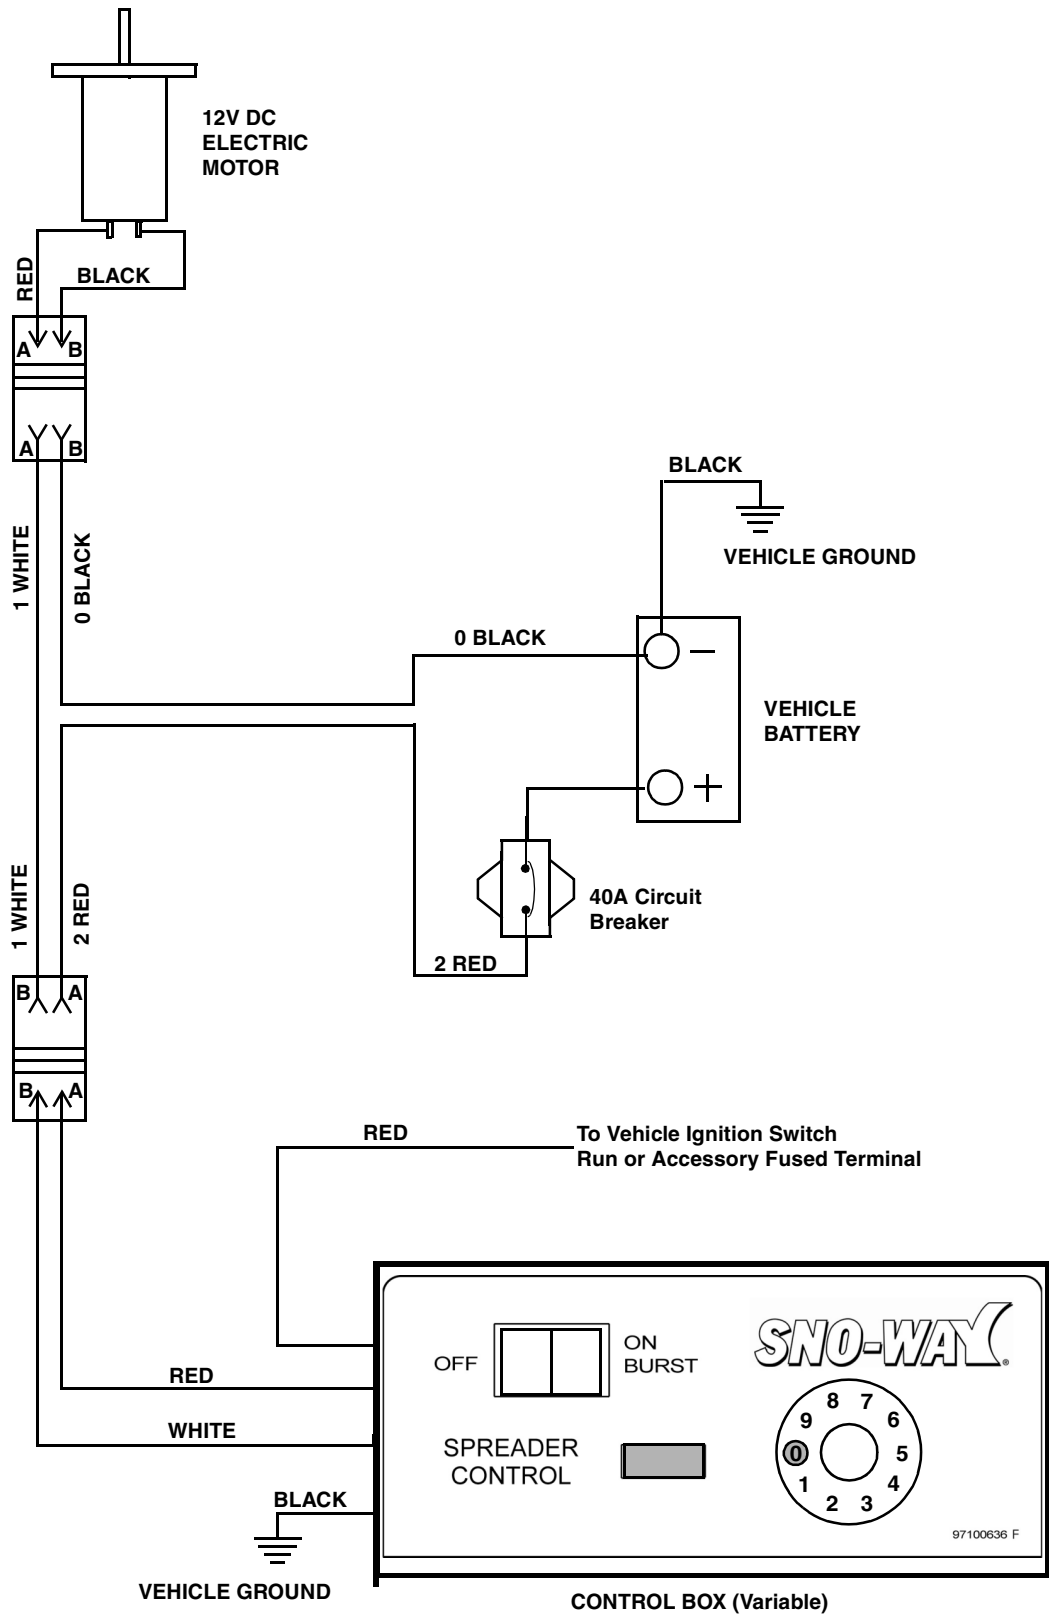 12V DC
ELECTRIC
MOTOR
RED
BLACK
A B
A B
BLACK
VEHICLE GROUND
1 WHITE
0 BLACK
0 BLACK
−
VEHICLE
BATTERY
+
40A Circuit
Breaker
1 WHITE
2 RED
2 RED
B A
B A
RED
To Vehicle Ignition Switch
Run or Accessory Fused Terminal
SNO-WAY®
OFF
ON
BURST
RED
WHITE
SPREADER
CONTROL
8 7
9 6
0 5
1 4
2 3
BLACK
97100636 F
VEHICLE GROUND
CONTROL BOX (Variable)